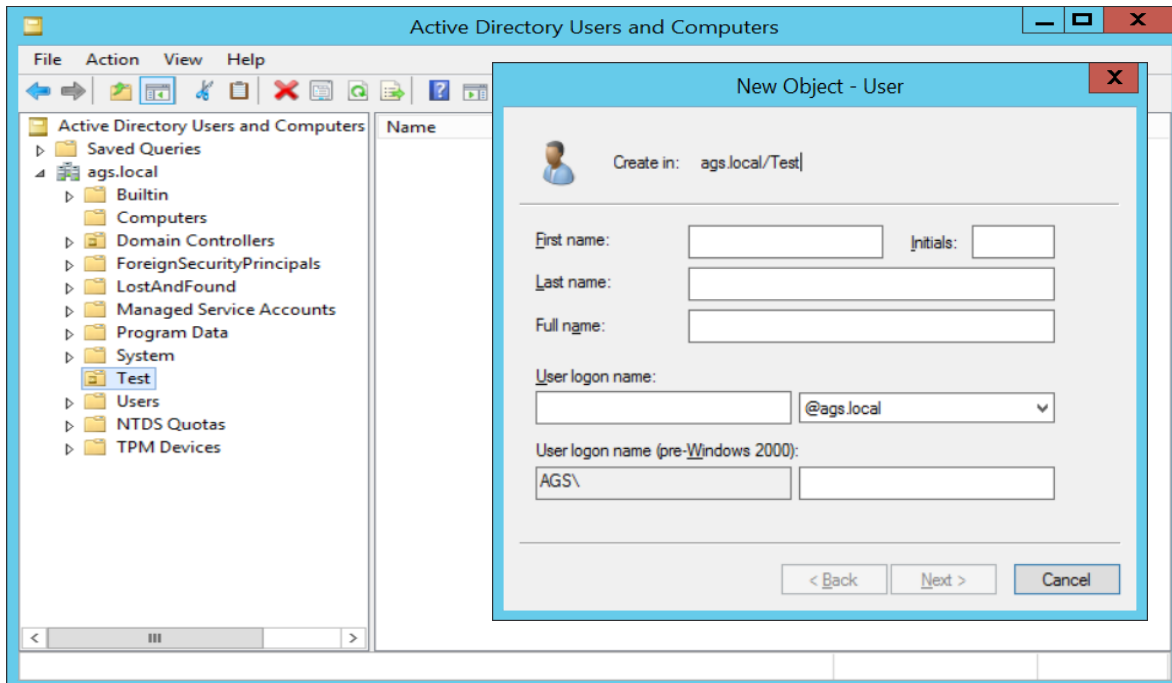 Active Directory Users and Computers
File Action View Help
Active Directory Users and Computers
Saved Queries
ags.local
Builtin
Computers
Domain Controllers
ForeignSecurityPrincipals
LostAndFound
Managed Service Accounts
Program Data
System
Test
Users
NTDS Quotas
TPM Devices
Name
New Object - User
Create in: ags.local/Test
First name: Initials:
Last name:
Full name:
User logon name:
@ags.local
User logon name (pre-Windows 2000):
AGS\
< Back Next > Cancel